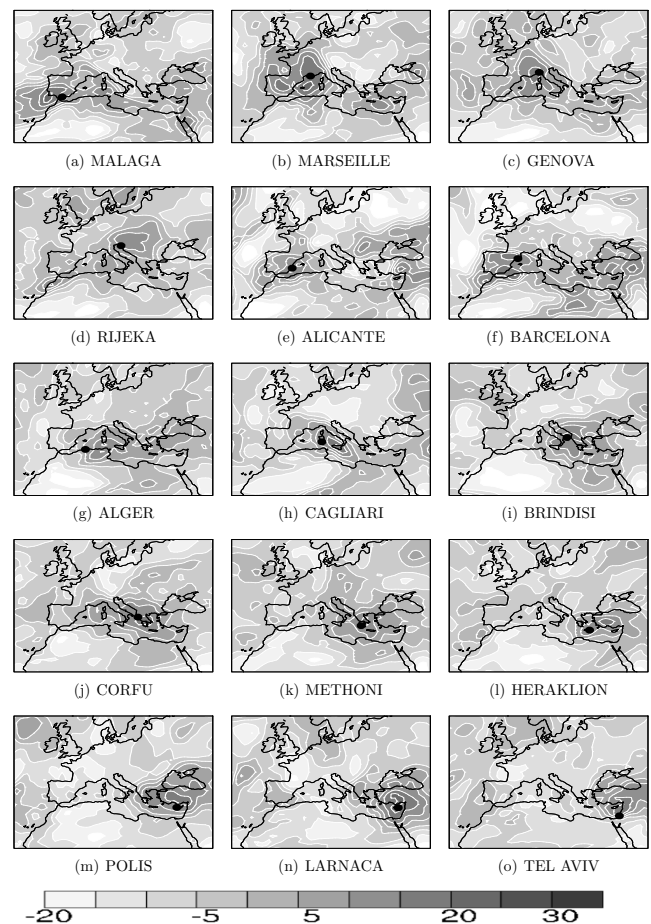 (a) MALAGA (b) MARSEILLE (c) GENOVA
(d) RIJEKA (e) ALICANTE (f) BARCELONA
(g) ALGER (h) CAGLIARI (i) BRINDISI
(j) CORFU (k) METHONI (l) HERAKLION
(m) POLIS (n) LARNACA (o) TEL AVIV
-20 -5 5 20 30